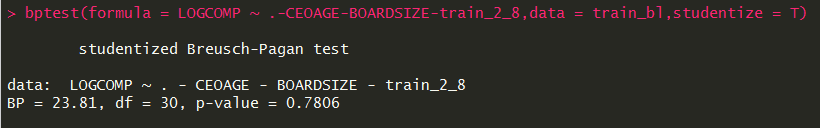 > bptest(formula = LOGCOMP ~ .-CEOAGE-BOARDSIZE-train_2_8,data = train_bl,studentize = T)
studentized Breusch-Pagan test
data:  LOGCOMP ~ . - CEOAGE - BOARDSIZE - train_2_8
BP = 23.81, df = 30, p-value = 0.7806